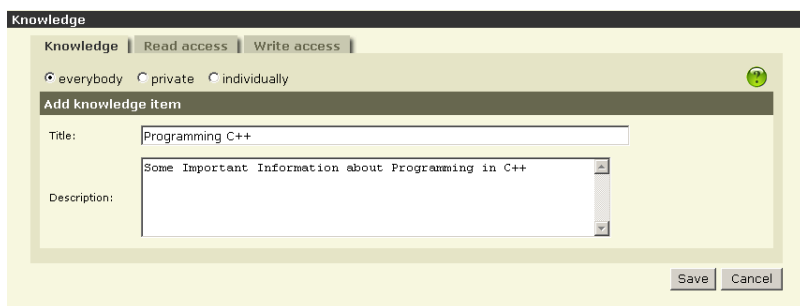 Knowledge
Knowledge Read access Write access
everybody private individually ?
Add knowledge item
Title: Programming C++
Some Important Information about Programming in C++
Description:
Save Cancel